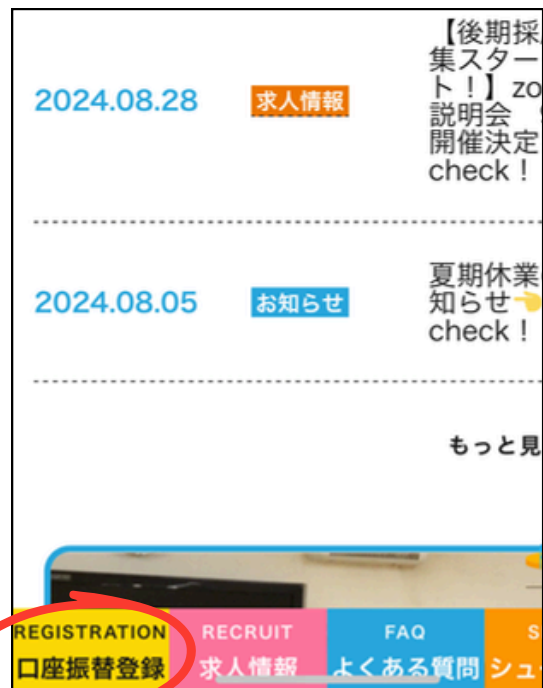 2024.08.28
求人情報
【後期採
集スター
ト！】zo
説明会
開催決定
check！
2024.08.05
お知らせ
夏期休業
知らせ👈
check！
もっと見
REGISTRATION
口座振替登録
RECRUIT
求人情報
FAQ
よくある質問
S
シュ